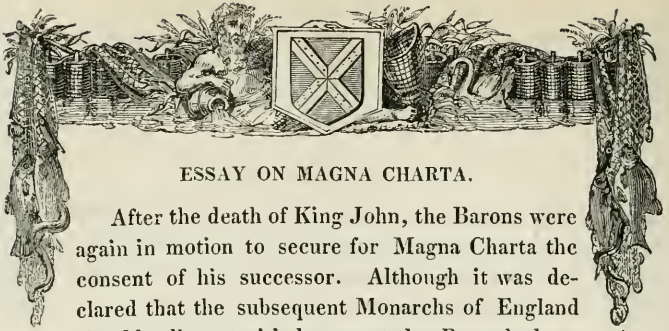 ESSAY ON MAGNA CHARTA.
After the death of King John, the Barons were
again in motion to secure for Magna Charta the
consent of his successor. Although it was de-
clared that the subsequent Monarchs of England